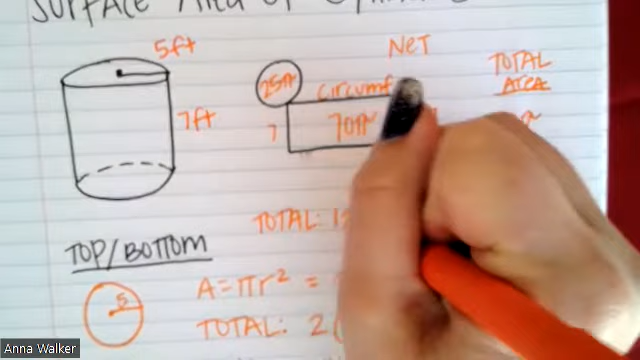 Surface Area of
5ft
7ft
NET
25π
circumf
7
70π
TOTAL
AREA
TOTAL: 1
TOP/BOTTOM
5
A=πr² =
TOTAL: 2(
Anna Walker